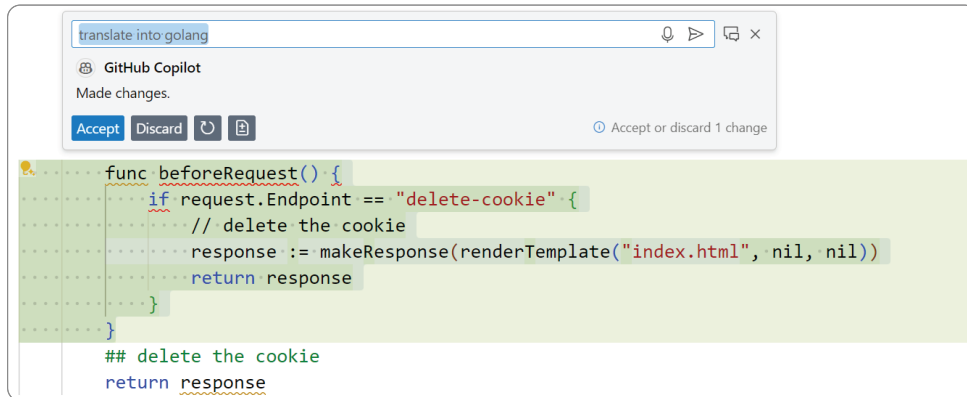 translate into golang
GitHub Copilot
Made changes.
Accept Discard
Accept or discard 1 change
func beforeRequest() {
if request.Endpoint == "delete-cookie" {
// delete the cookie
response := makeResponse(renderTemplate("index.html", nil, nil))
return response
}
}
## delete the cookie
return response